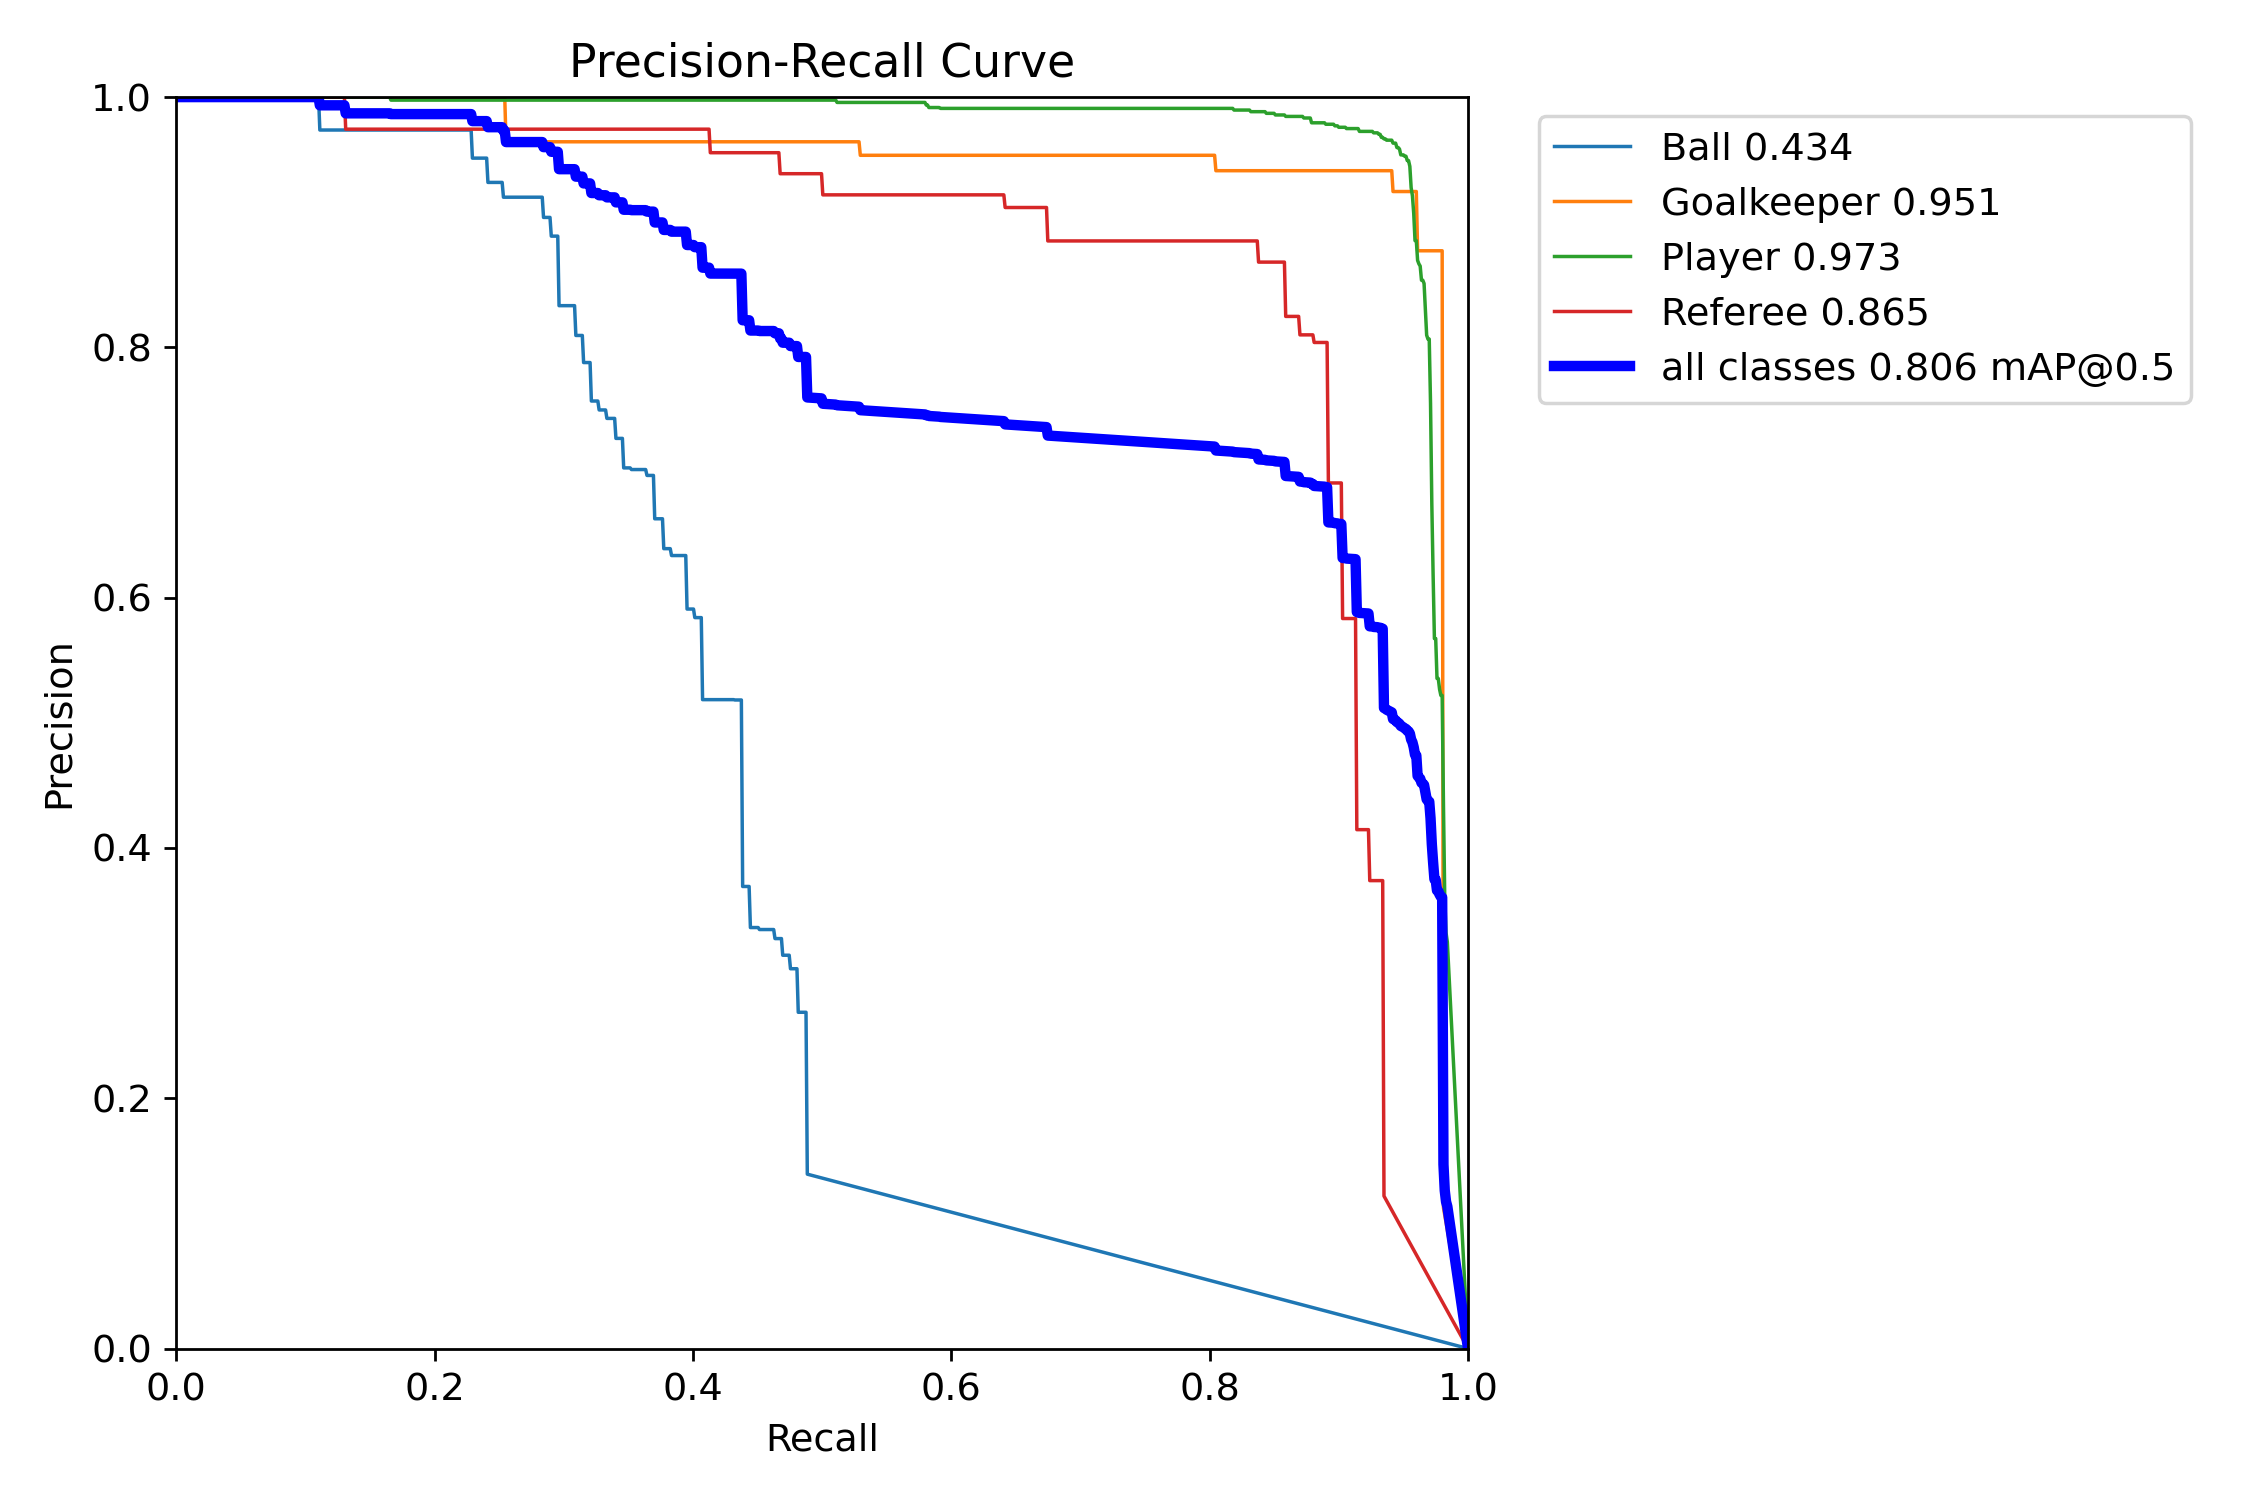 Precision-Recall Curve
1.0
0.8
0.6
0.4
0.2
0.0
Precision
0.0 0.2 0.4 0.6 0.8 1.0
Recall
Ball 0.434
Goalkeeper 0.951
Player 0.973
Referee 0.865
all classes 0.806 mAP@0.5